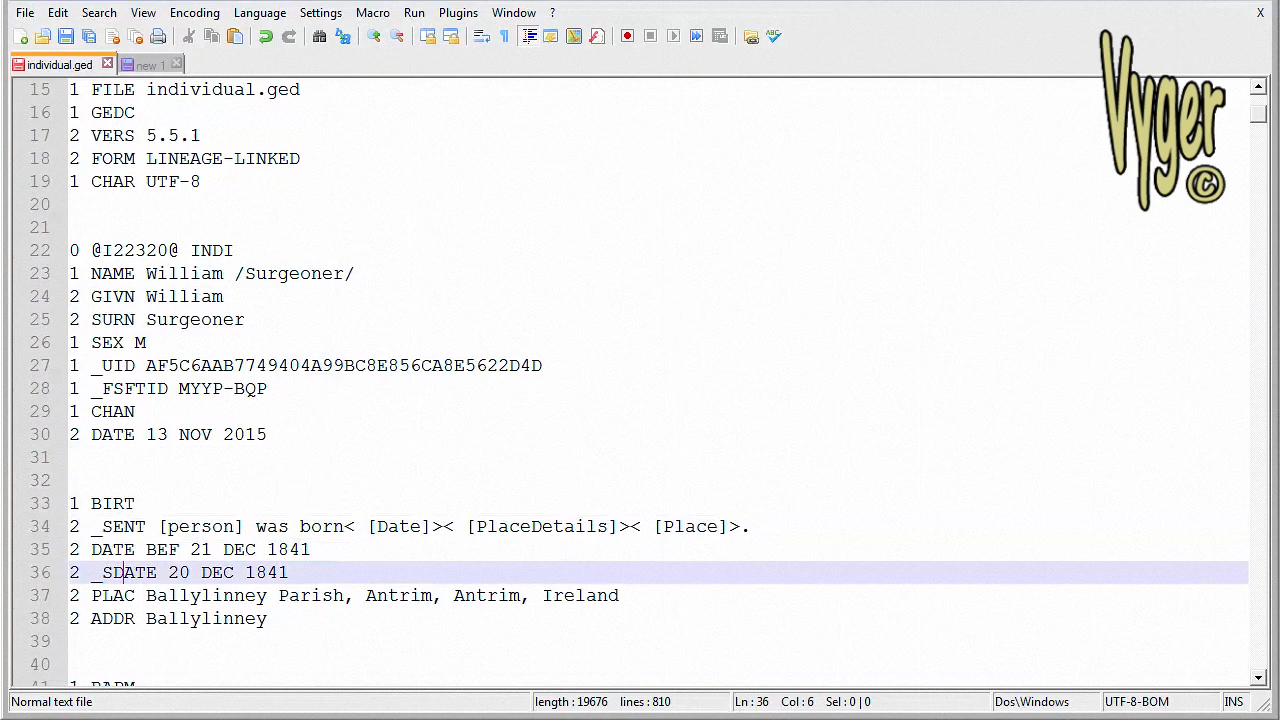 File Edit Search View Encoding Language Settings Macro Run Plugins Window ? X
individual.ged new 1
15 1 FILE individual.ged
16 1 GEDC
17 2 VERS 5.5.1
18 2 FORM LINEAGE-LINKED
19 1 CHAR UTF-8
20
21
22 0 @I22320@ INDI
23 1 NAME William /Surgeoner/
24 2 GIVN William
25 2 SURN Surgeoner
26 1 SEX M
27 1 _UID AF5C6AAB7749404A99BC8E856CA8E5622D4D
28 1 _FSFTID MYYP-BQP
29 1 CHAN
30 2 DATE 13 NOV 2015
31
32
33 1 BIRT
34 2 _SENT [person] was born< [Date]>< [PlaceDetails]>< [Place]>.
35 2 DATE BEF 21 DEC 1841
36 2 _SDATE 20 DEC 1841
37 2 PLAC Ballylinney Parish, Antrim, Antrim, Ireland
38 2 ADDR Ballylinney
39
40
41 1 BAPM
Vyger ©
Normal text file length : 19676 lines : 810 Ln : 36 Col : 6 Sel : 0 | 0 Dos\Windows UTF-8-BOM INS